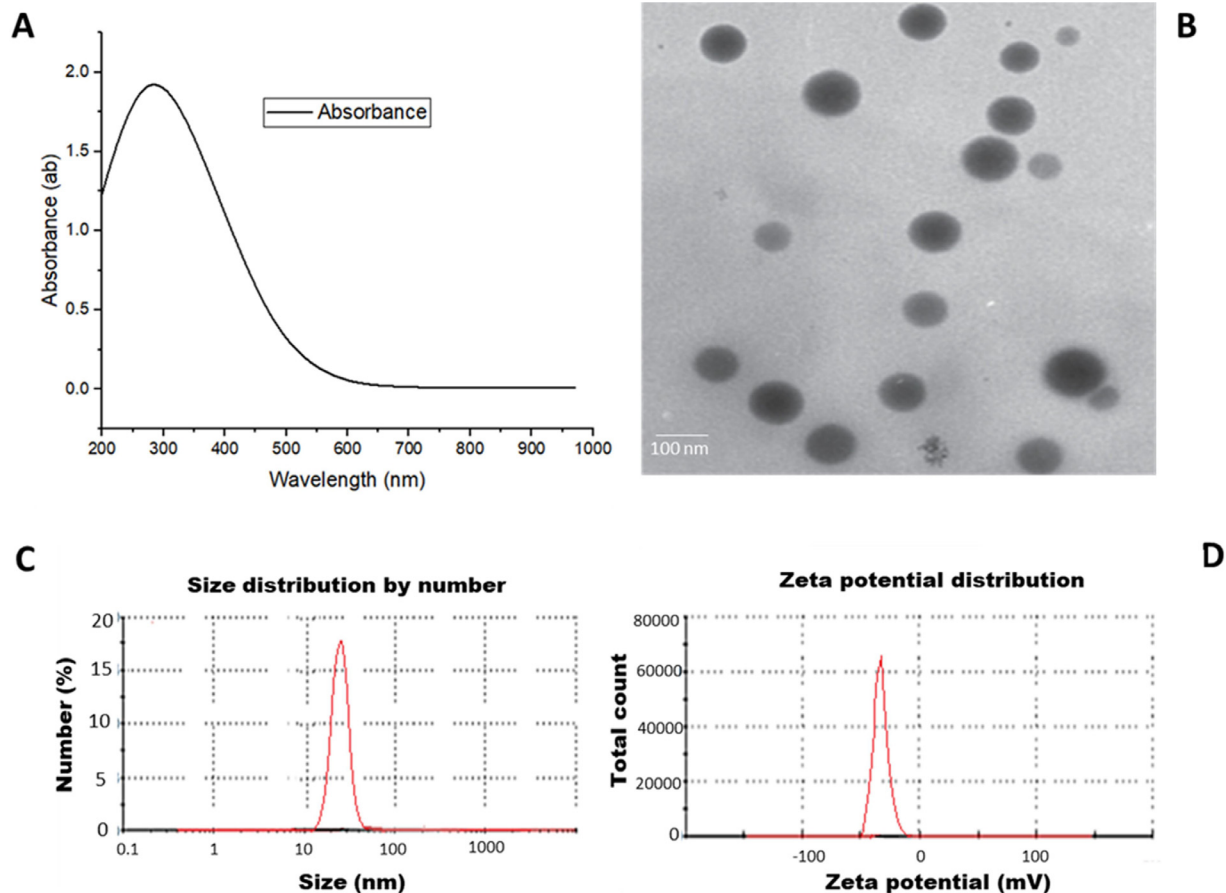 A
Absorbance
2.0
1.5
1.0
0.5
0.0
Absorbance (ab)
200 300 400 500 600 700 800 900 1000
Wavelength (nm)
B
100 nm
C
Size distribution by number
20
15
10
5
0
Number (%)
0.1 1 10 100 1000
Size (nm)
D
Zeta potential distribution
80000
60000
40000
20000
Total count
-100 0 100
Zeta potential (mV)